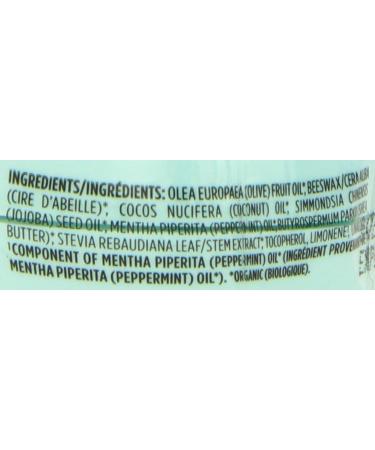 INGREDIENTS/INGRÉDIENTS: OLEA EUROPAEA (OLIVE) FRUIT OIL*, BEESWAX/CERA ALBA
(CIRE D'ABEILLE)*, COCOS NUCIFERA (COCONUT) OIL*, SIMMONDSIA CHINENSIS
(JOJOBA) SEED OIL*, MENTHA PIPERITA (PEPPERMINT) OIL*, BUTYROSPERMUM PARKII
BUTTER)*, STEVIA REBAUDIANA LEAF/STEM EXTRACT*, TOCOPHEROL, LIMONENE
COMPONENT OF MENTHA PIPERITA (PEPPERMINT) OIL* (INGRÉDIENT
MENTHA PIPERITA (PEPPERMINT) OIL*). *ORGANIC (BIOLOGIQUE).